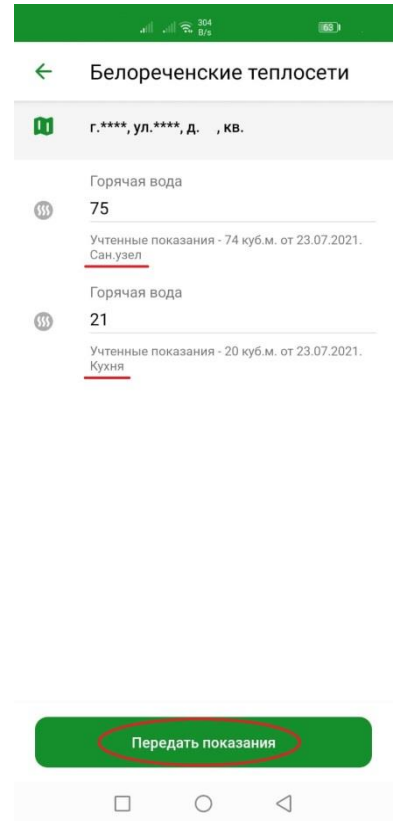 304
B/s
63
Белореченские теплосети
г.****, ул.****, д. , кв.
Горячая вода
75
Учтенные показания - 74 куб.м. от 23.07.2021.
Сан.узел
Горячая вода
21
Учтенные показания - 20 куб.м. от 23.07.2021.
Кухня
Передать показания